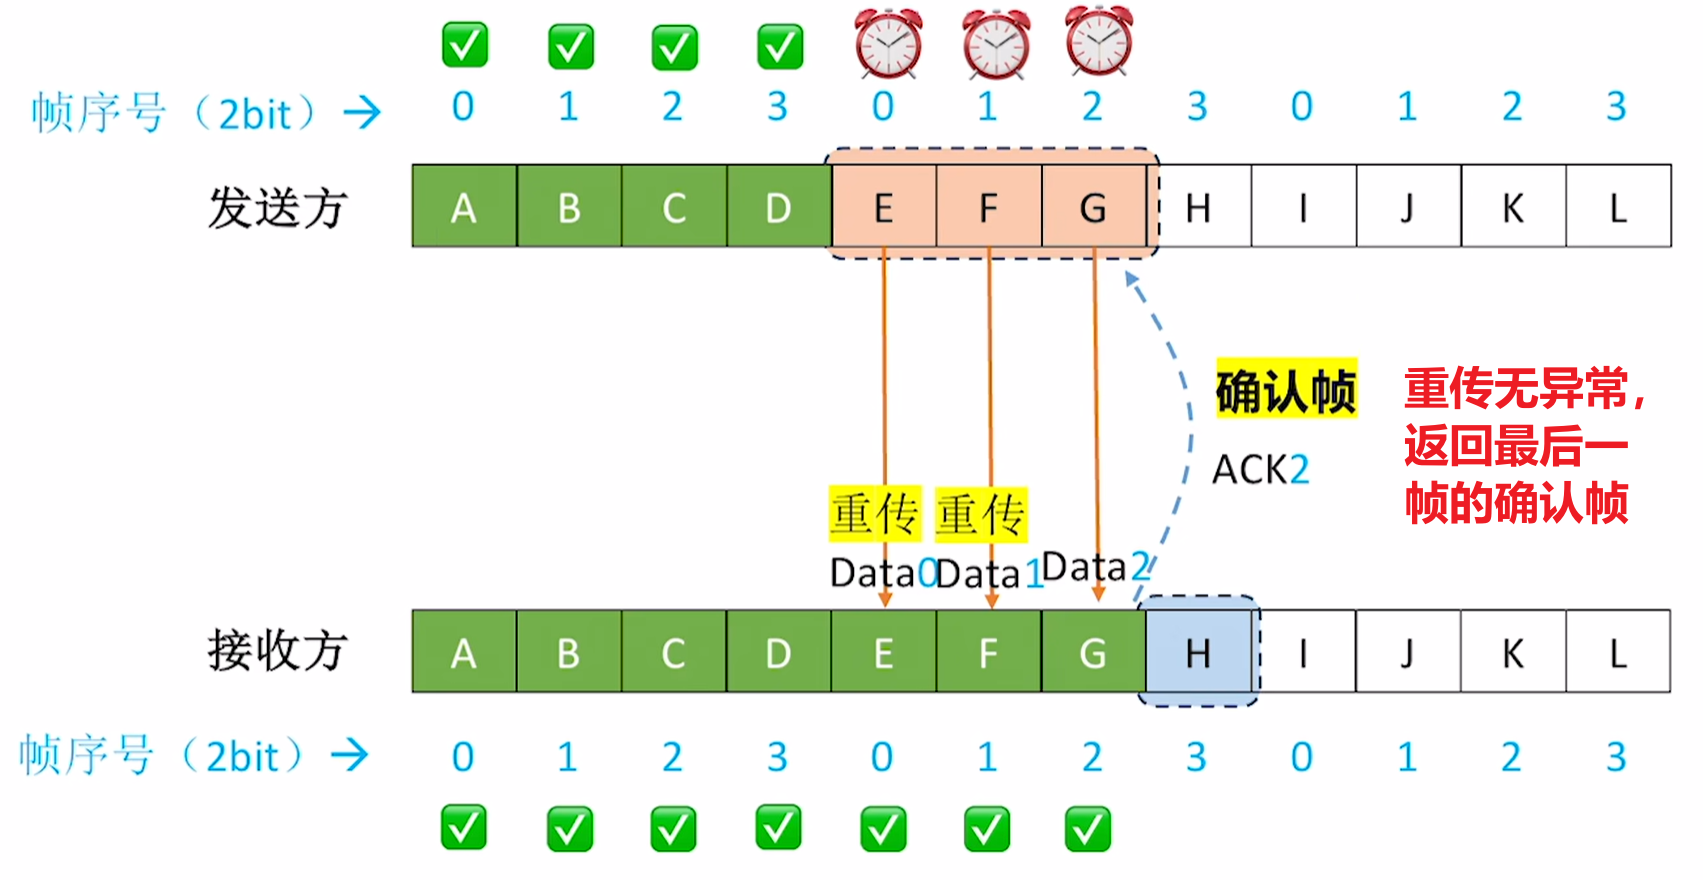 帧序号（2bit）→ 0 1 2 3 0 1 2 3 0 1 2 3
发送方 A B C D E F G H I J K L
确认帧
ACK2
重传无异常，
返回最后一
帧的确认帧
重传 重传
Data0 Data1 Data2
接收方 A B C D E F G H I J K L
帧序号（2bit）→ 0 1 2 3 0 1 2 3 0 1 2 3